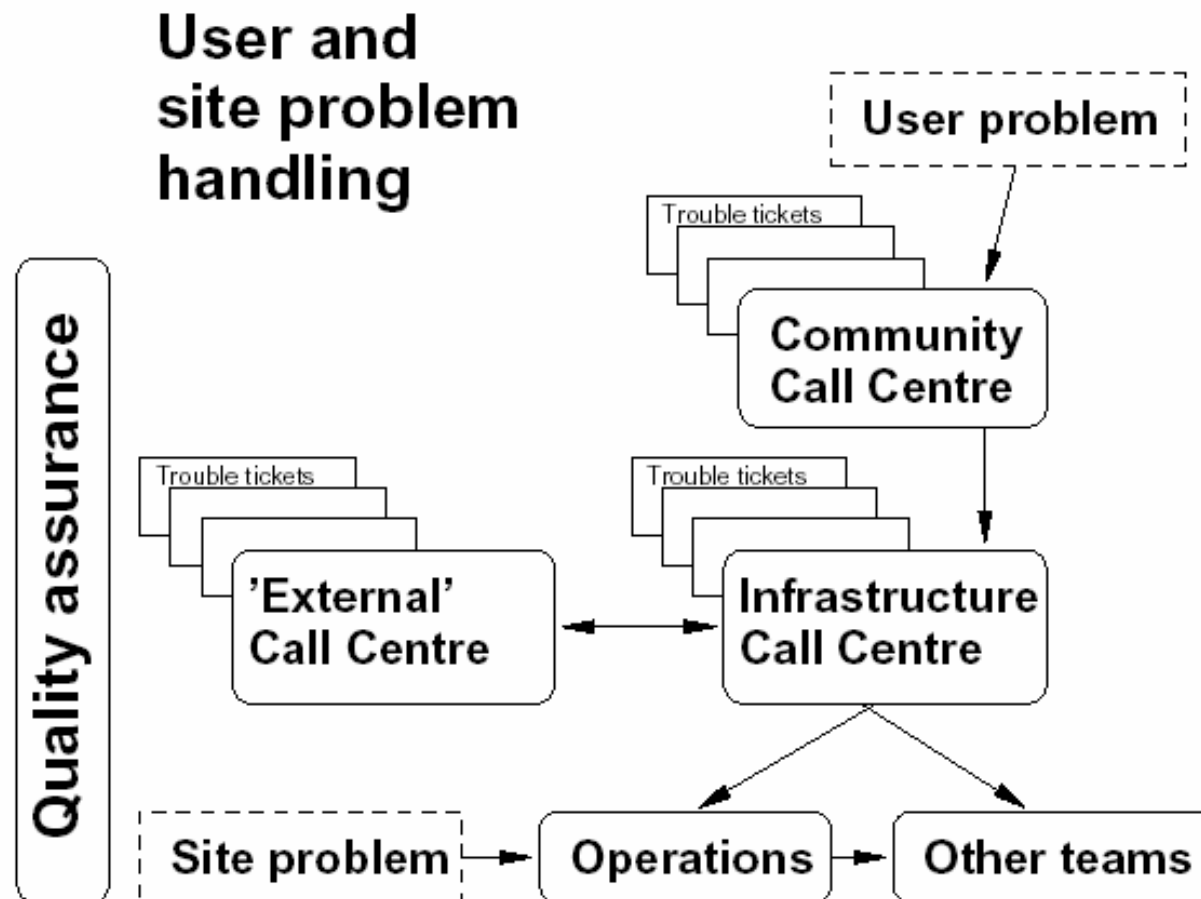 User and
site problem
handling
User problem
Trouble tickets
Community
Call Centre
Quality assurance
Trouble tickets
'External'
Call Centre
Trouble tickets
Infrastructure
Call Centre
Site problem
Operations
Other teams